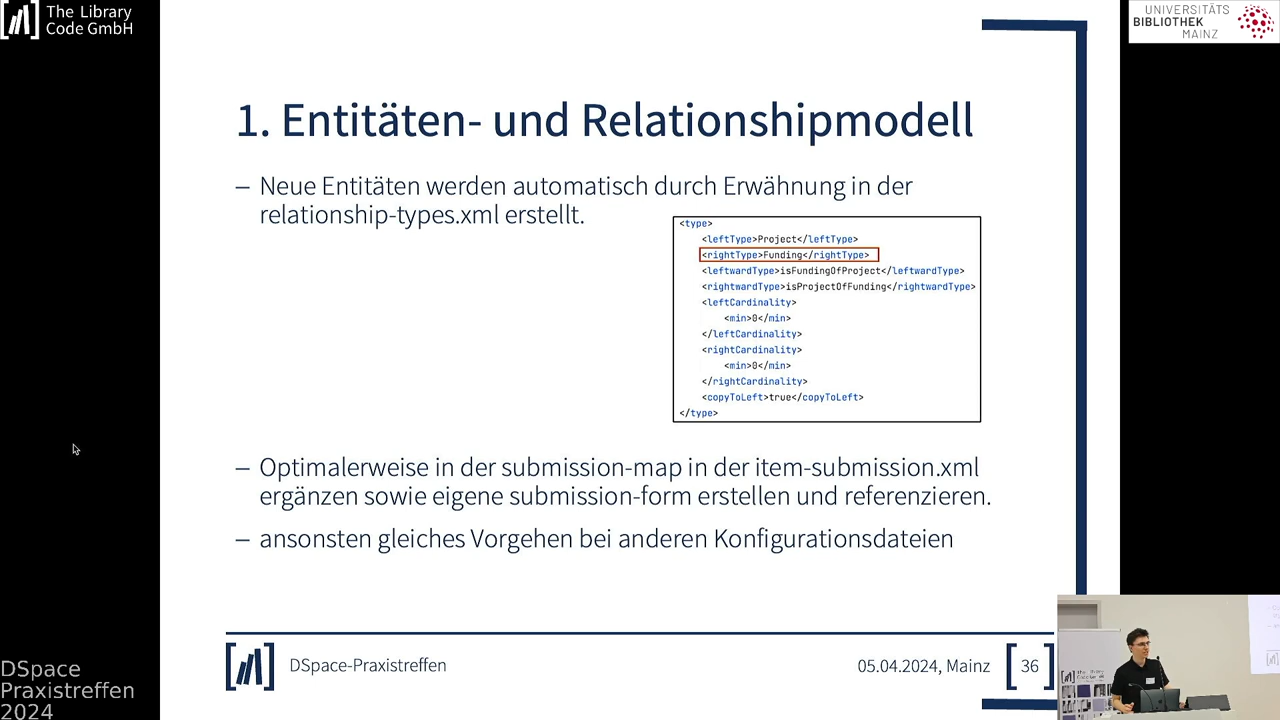 The Library
Code GmbH
UNIVERSITÄTS
BIBLIOTHEK
MAINZ
1. Entitäten- und Relationshipmodell
– Neue Entitäten werden automatisch durch Erwähnung in der
relationship-types.xml erstellt.
<type>
<leftType>Project</leftType>
<rightType>Funding</rightType>
<leftwardType>isFundingOfProject</leftwardType>
<rightwardType>isProjectOfFunding</rightwardType>
<leftCardinality>
<min>0</min>
</leftCardinality>
<rightCardinality>
<min>0</min>
</rightCardinality>
<copyToLeft>true</copyToLeft>
</type>
– Optimalerweise in der submission-map in der item-submission.xml
ergänzen sowie eigene submission-form erstellen und referenzieren.
– ansonsten gleiches Vorgehen bei anderen Konfigurationsdateien
DSpace-Praxistreffen
05.04.2024, Mainz
36
DSpace
Praxistreffen
2024